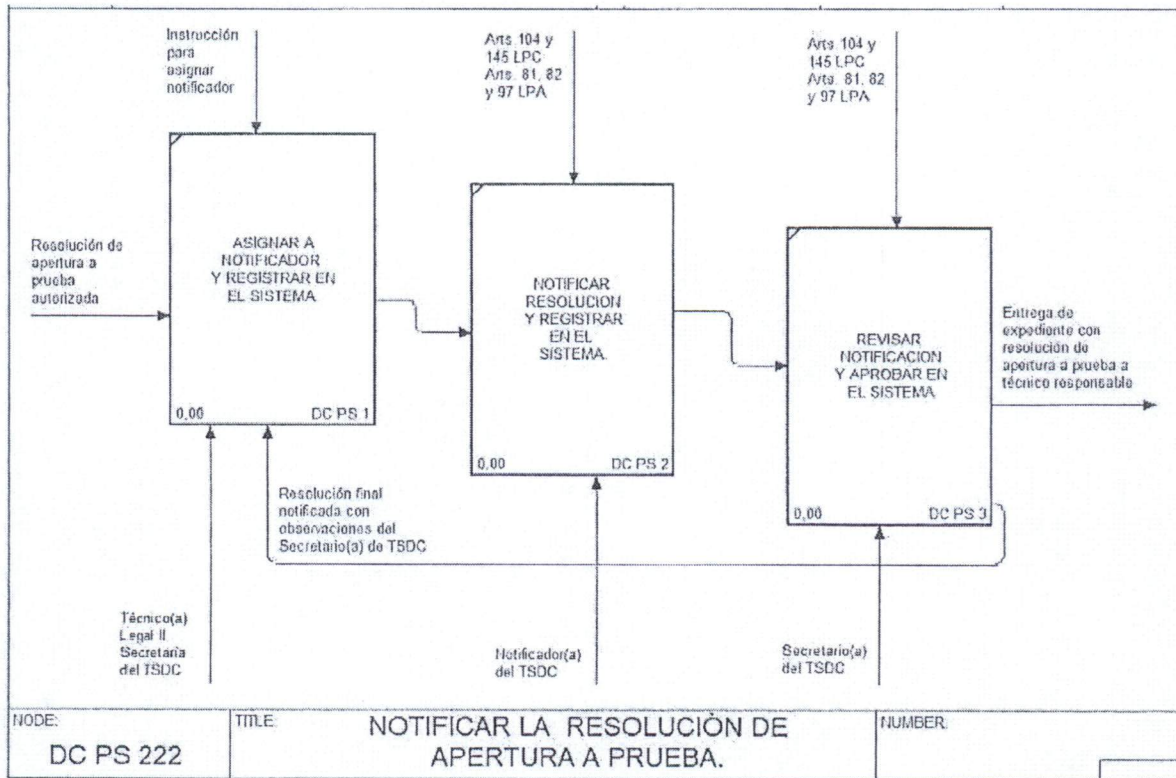 Instrucción
para
asignar
notificador
Arts. 104 y
145 LPC
Arts. 81, 82
y 97 LPA
Arts. 104 y
145 LPC
Arts. 81, 82
y 97 LPA
Resolución de
apertura a
prueba
autorizada
ASIGNAR A
NOTIFICADOR
Y REGISTRAR EN
EL SISTEMA
0,00
DC PS 1
NOTIFICAR
RESOLUCION
Y REGISTRAR
EN EL
SISTEMA.
0,00
DC PS 2
REVISAR
NOTIFICACION
Y APROBAR EN
EL SISTEMA
0,00
DC PS 3
Entrega de
expediente con
resolución de
apertura a prueba a
técnico responsable
Resolución final
notificada con
observaciones del
Secretario(a) de TSDC
Técnico(a)
Legal II
Secretaría
del TSDC
Notificador(a)
del TSDC
Secretario(a)
del TSDC
NODE:
DC PS 222
TITLE:
NOTIFICAR LA RESOLUCIÓN DE
APERTURA A PRUEBA.
NUMBER: